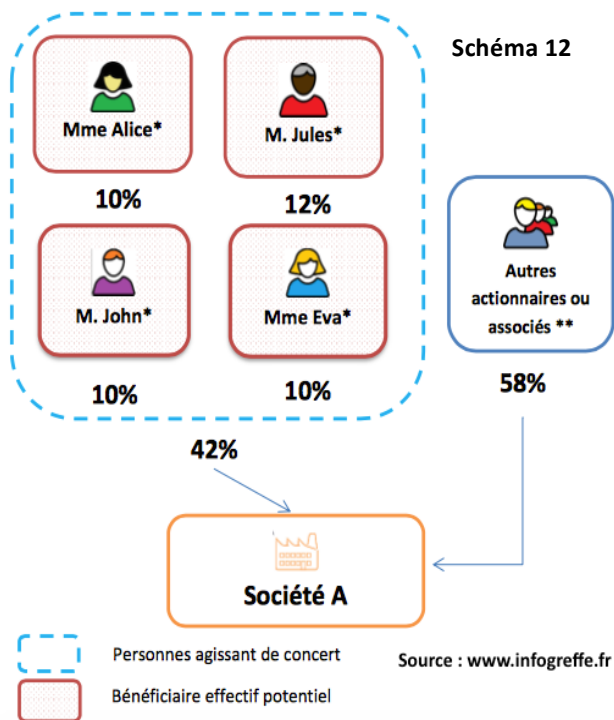 Schéma 12
Mme Alice*
M. Jules*
10%
12%
M. John*
Mme Eva*
10%
10%
Autres
actionnaires ou
associés **
58%
42%
Société A
Personnes agissant de concert
Source : www.infogreffe.fr
Bénéficiaire effectif potentiel